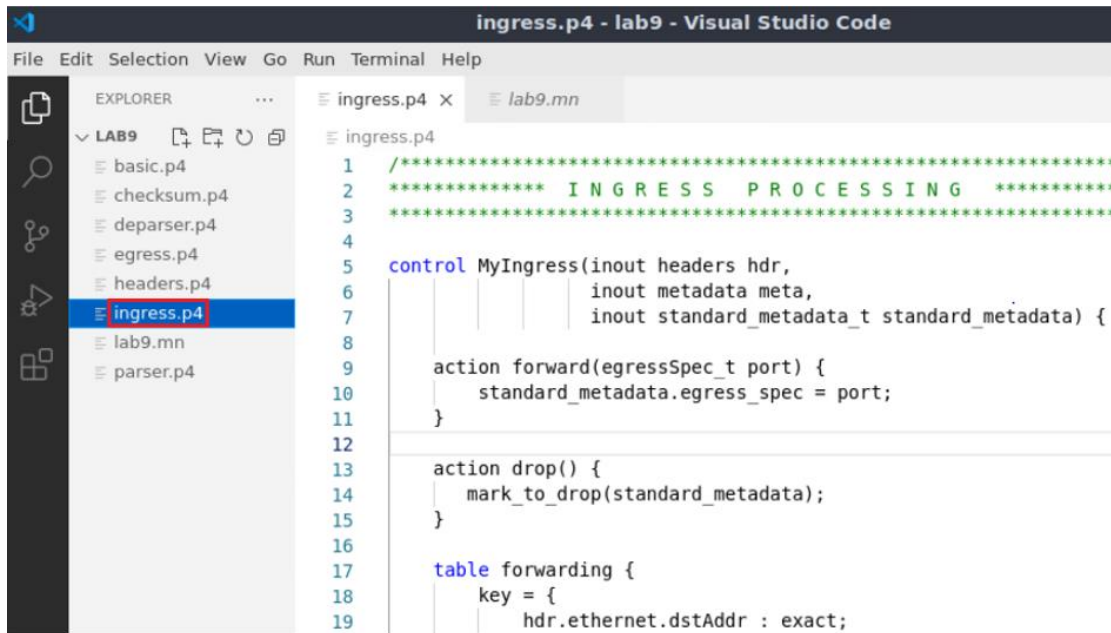 ingress.p4 - lab9 - Visual Studio Code
File Edit Selection View Go Run Terminal Help
EXPLORER ...
ingress.p4 × lab9.mn
LAB9
ingress.p4
basic.p4
checksum.p4
deparser.p4
egress.p4
headers.p4
ingress.p4
lab9.mn
parser.p4
1 /*************************************************************************
2 ************** I N G R E S S P R O C E S S I N G **********
3 *************************************************************************
4
5 control MyIngress(inout headers hdr,
6 inout metadata meta,
7 inout standard_metadata_t standard_metadata) {
8
9 action forward(egressSpec_t port) {
10 standard_metadata.egress_spec = port;
11 }
12
13 action drop() {
14 mark_to_drop(standard_metadata);
15 }
16
17 table forwarding {
18 key = {
19 hdr.ethernet.dstAddr : exact;